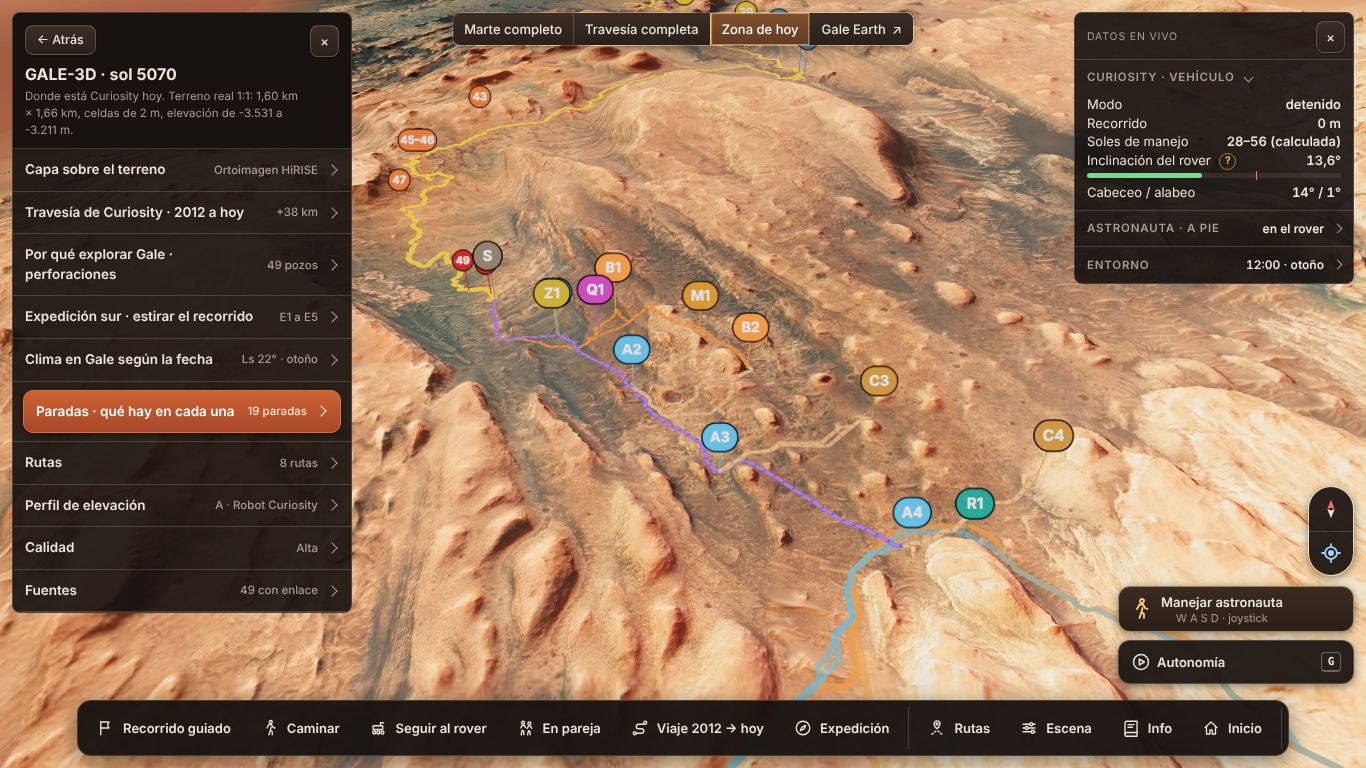 ← Atrás
×
GALE-3D · sol 5070
Donde está Curiosity hoy. Terreno real 1:1: 1,60 km
× 1,66 km, celdas de 2 m, elevación de -3.531 a
-3.211 m.
Capa sobre el terreno Ortoimagen HiRISE
Travesía de Curiosity · 2012 a hoy +38 km
Por qué explorar Gale ·
perforaciones 49 pozos
Expedición sur · estirar el recorrido E1 a E5
Clima en Gale según la fecha Ls 22° · otoño
Paradas · qué hay en cada una 19 paradas
Rutas 8 rutas
Perfil de elevación A · Robot Curiosity
Calidad Alta
Fuentes 49 con enlace
Marte completo Travesía completa Zona de hoy Gale Earth ↗
43
45–46
47
49
S
Z1
Q1
B1
M1
B2
A2
C3
A3
C4
A4
R1
DATOS EN VIVO ×
CURIOSITY · VEHÍCULO
Modo detenido
Recorrido 0 m
Soles de manejo 28–56 (calculada)
Inclinación del rover ? 13,6°
Cabeceo / alabeo 14° / 1°
ASTRONAUTA · A PIE en el rover
ENTORNO 12:00 · otoño
Manejar astronauta
W A S D · joystick
Autonomía G
Recorrido guiado Caminar Seguir al rover En pareja Viaje 2012 → hoy Expedición Rutas Escena Info Inicio